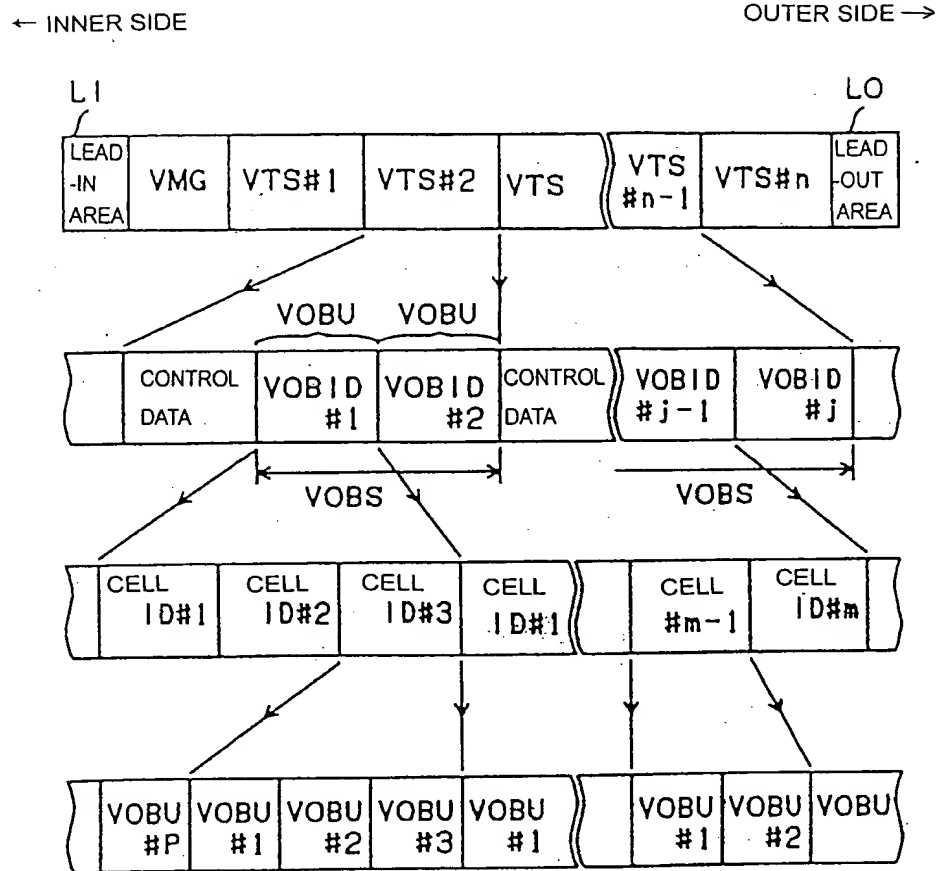 ← INNER SIDE
OUTER SIDE →
LI
LO
LEAD
-IN
AREA
VMG
VTS#1
VTS#2
VTS
VTS
#n-1
VTS#n
LEAD
-OUT
AREA
VOBU
VOBU
CONTROL
DATA
VOBID
#1
VOBID
#2
CONTROL
DATA
VOBID
#j-1
VOBID
#j
VOBS
VOBS
CELL
ID#1
CELL
ID#2
CELL
ID#3
CELL
ID#1
CELL
#m-1
CELL
ID#m
VOBU
#P
VOBU
#1
VOBU
#2
VOBU
#3
VOBU
#1
VOBU
#1
VOBU
#2
VOBU